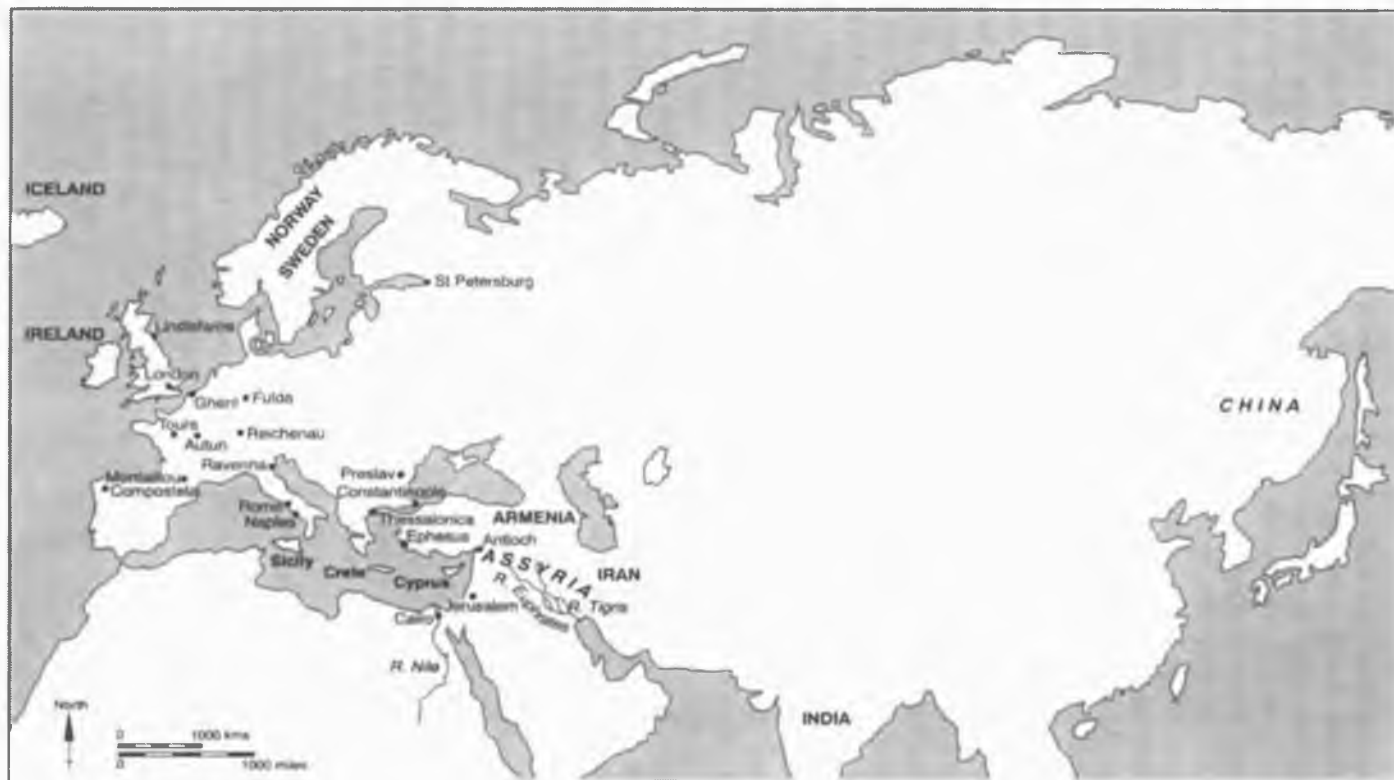 ICELAND
NORWAY
SWEDEN
St Petersburg
IRELAND
Lindisfarne
London
Ghent
Fulda
CHINA
Tours
Autun
Reichenau
Ravenna
Montaillou
Compostela
Preslav
Constantinople
Rome
Naples
Thessalonica
ARMENIA
Ephesus
Antioch
Sicily
Crete
Cyprus
ASSYRIA
IRAN
R. Euphrates
R. Tigris
Jerusalem
Cairo
R. Nile
North
INDIA
0 1000 kms
0 1000 miles